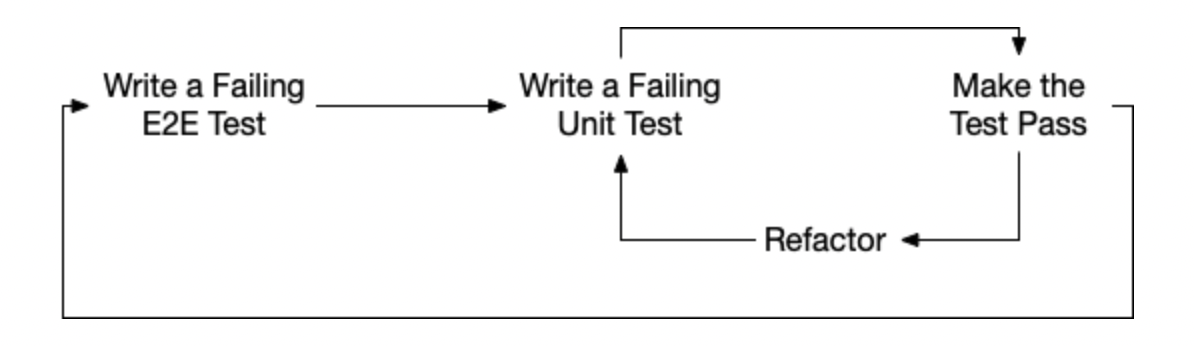 Write a Failing
E2E Test
Write a Failing
Unit Test
Make the
Test Pass
Refactor